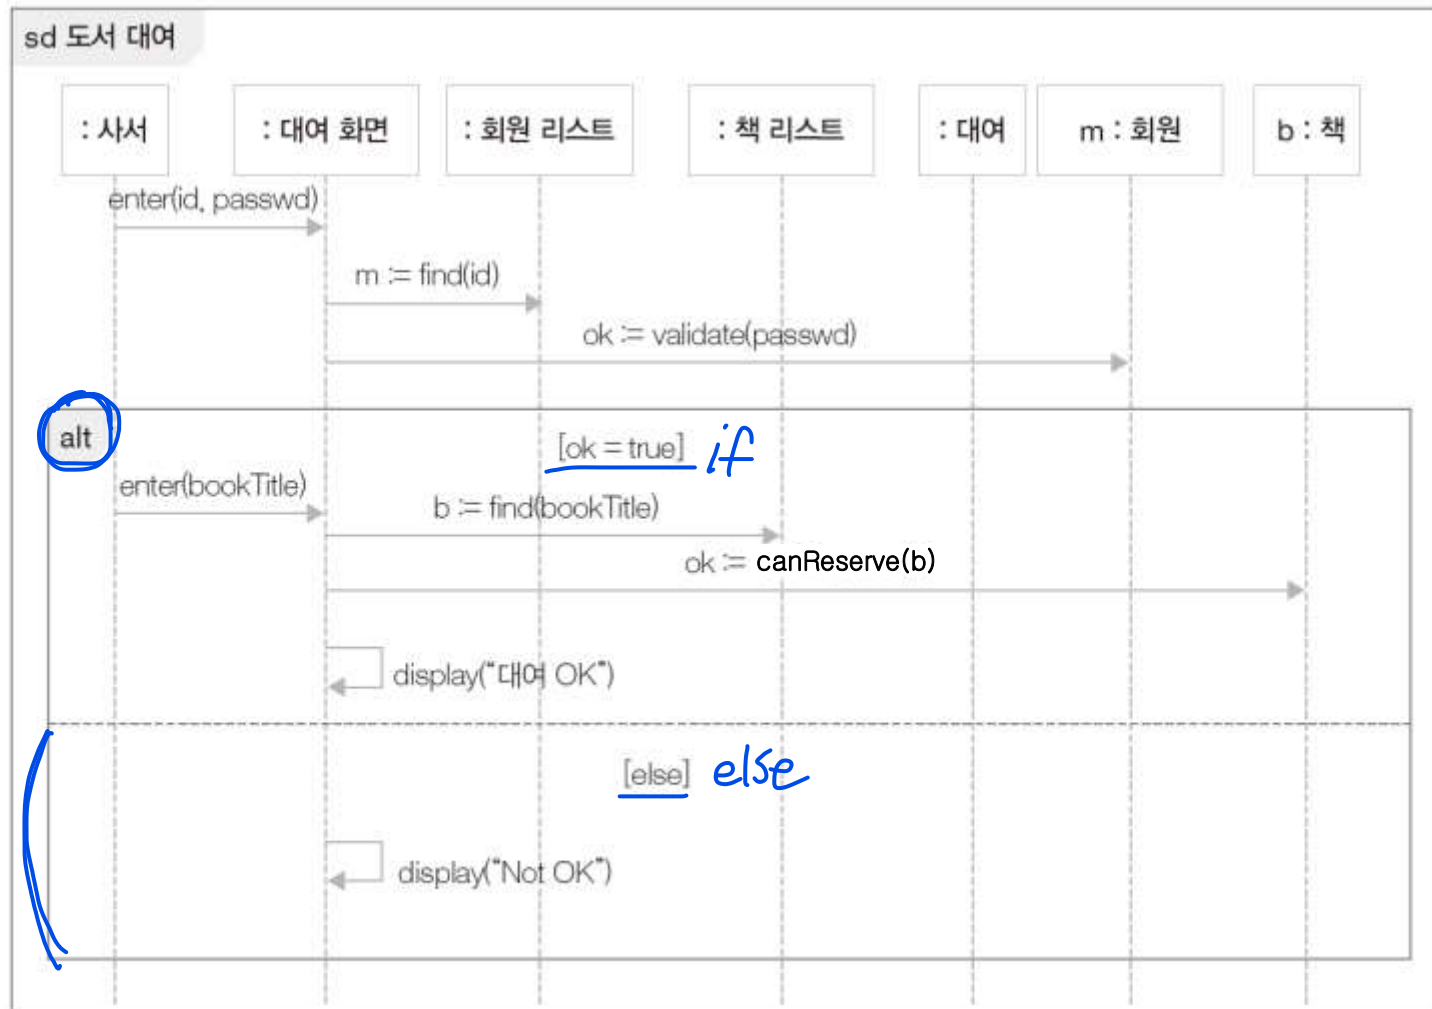 sd 도서 대여
: 사서
: 대여 화면
: 회원 리스트
: 책 리스트
: 대여
m : 회원
b : 책
enter(id, passwd)
m := find(id)
ok := validate(passwd)
alt
[ok = true] if
enter(bookTitle)
b := find(bookTitle)
ok := canReserve(b)
display("대여 OK")
[else] else
display("Not OK")